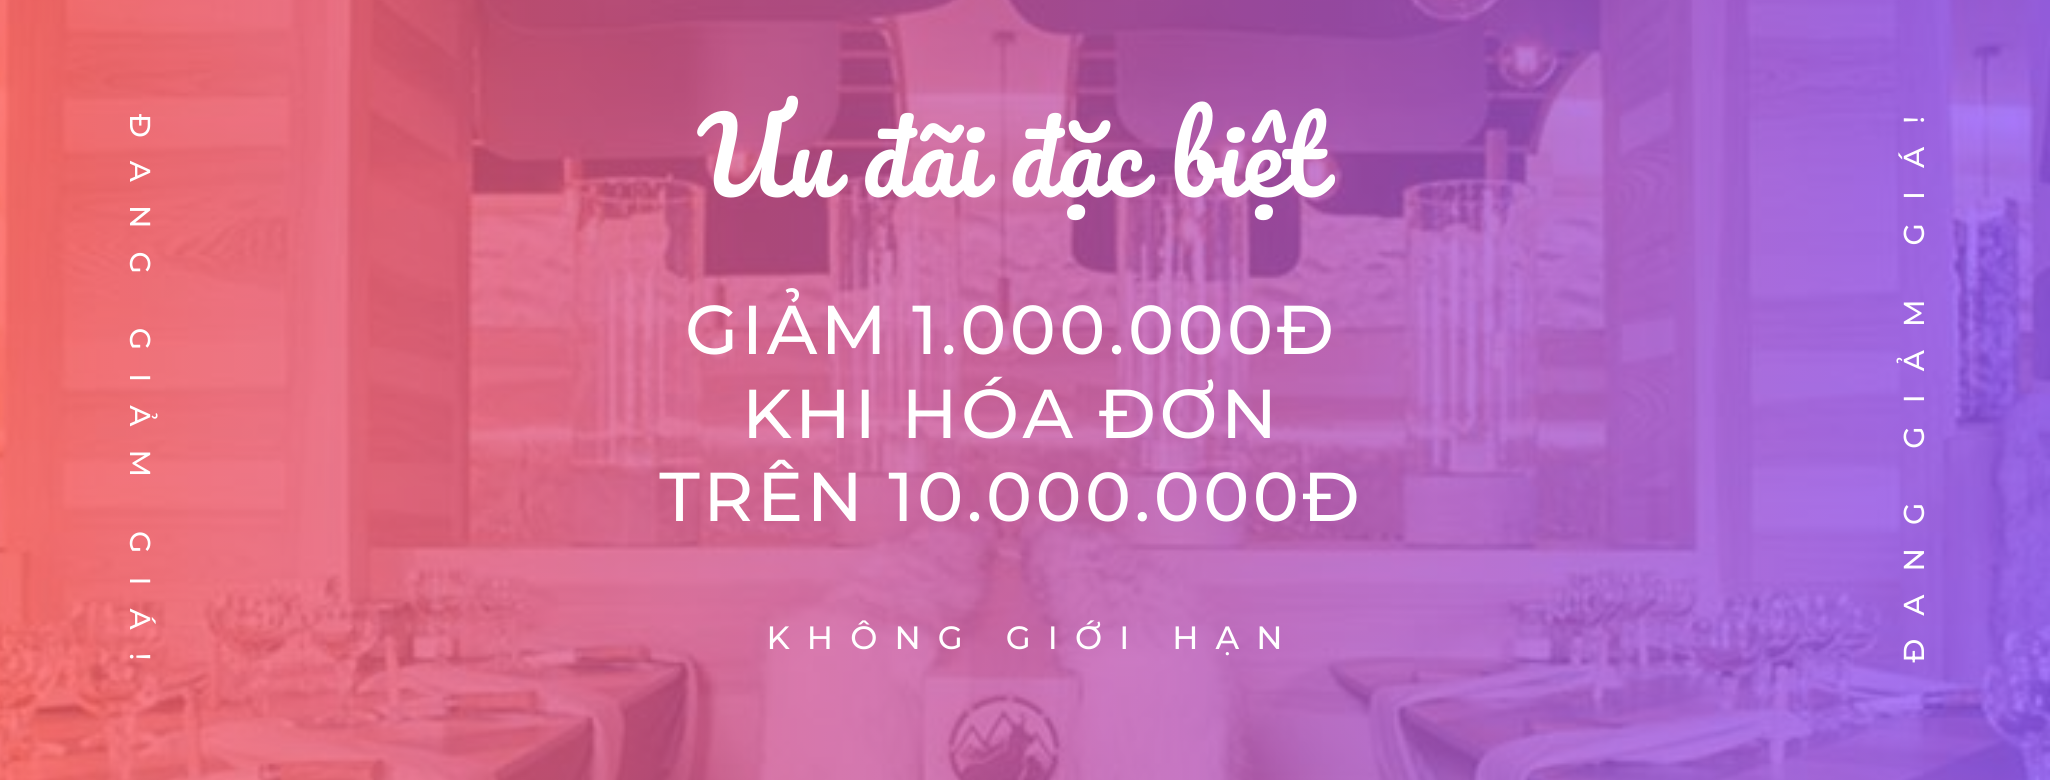 Ưu đãi đặc biệt
GIẢM 1.000.000Đ
KHI HÓA ĐƠN
TRÊN 10.000.000Đ
KHÔNG GIỚI HẠN
ĐANG GIẢM GIÁ!
ĐANG GIẢM GIÁ!